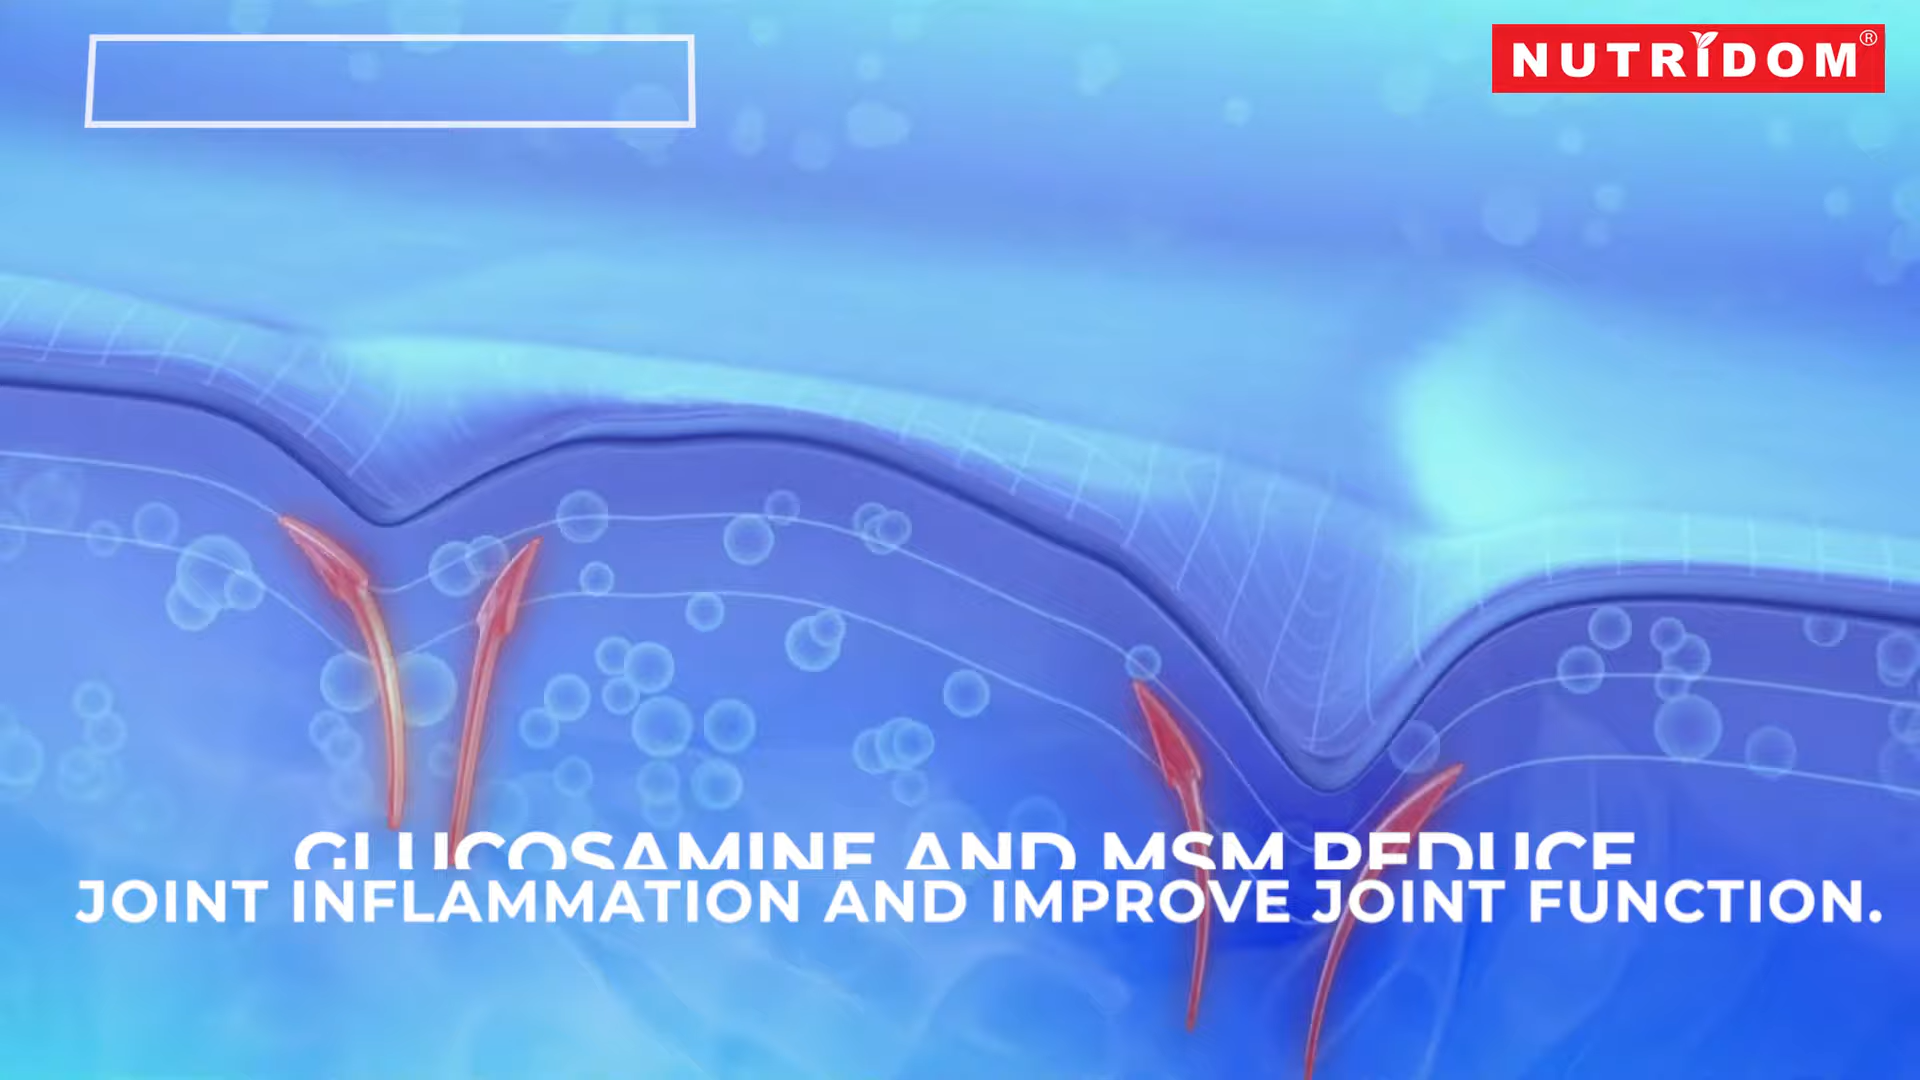 NUTRIDOM®
GLUCOSAMINE AND MSM REDUCE
JOINT INFLAMMATION AND IMPROVE JOINT FUNCTION.